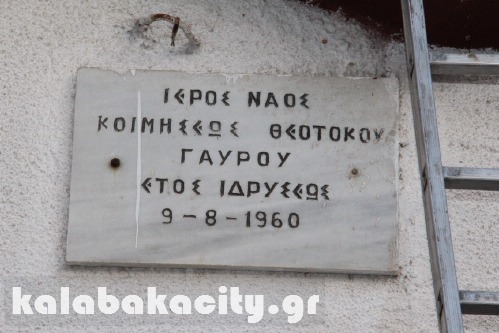 ΙΕΡΟΣ ΝΑΟΣ
ΚΟΙΜΗΣΕΩΣ ΘΕΟΤΟΚΟΥ
ΓΑΥΡΟΥ
ΕΤΟΣ ΙΔΡΥΣΕΩΣ
9-8-1960
kalabakacity.gr